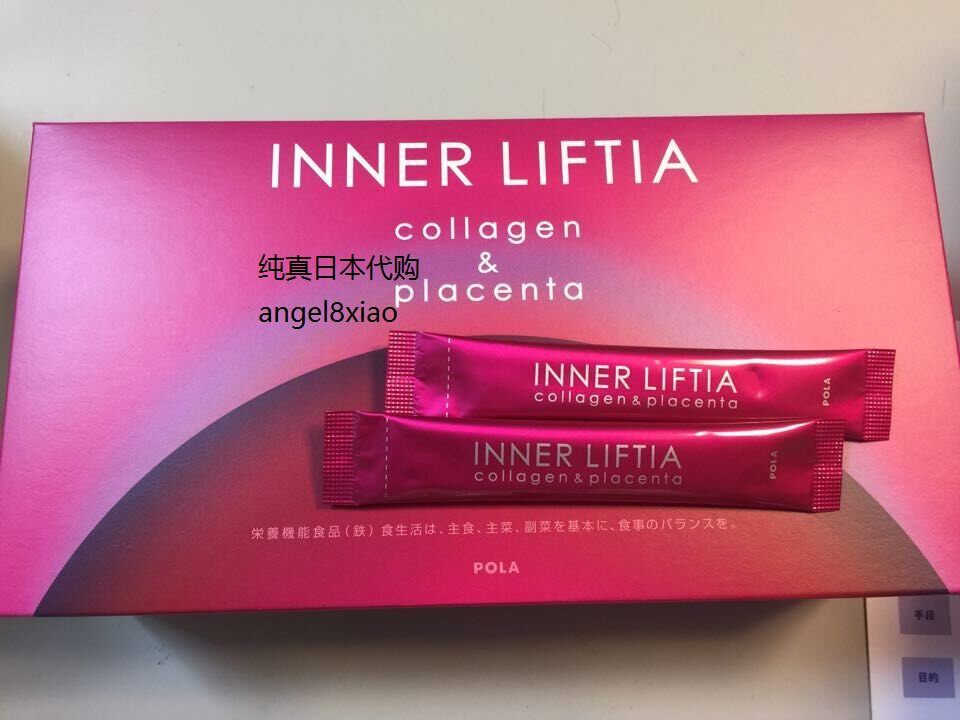 INNER LIFTIA
collagen
&
placenta
纯真日本代购
angel8xiao
INNER LIFTIA
collagen & placenta
POLA
INNER LIFTIA
collagen & placenta
POLA
栄養機能食品（鉄）食生活は、主食、主菜、副菜を基本に、食事のバランスを。
POLA
手段
目的